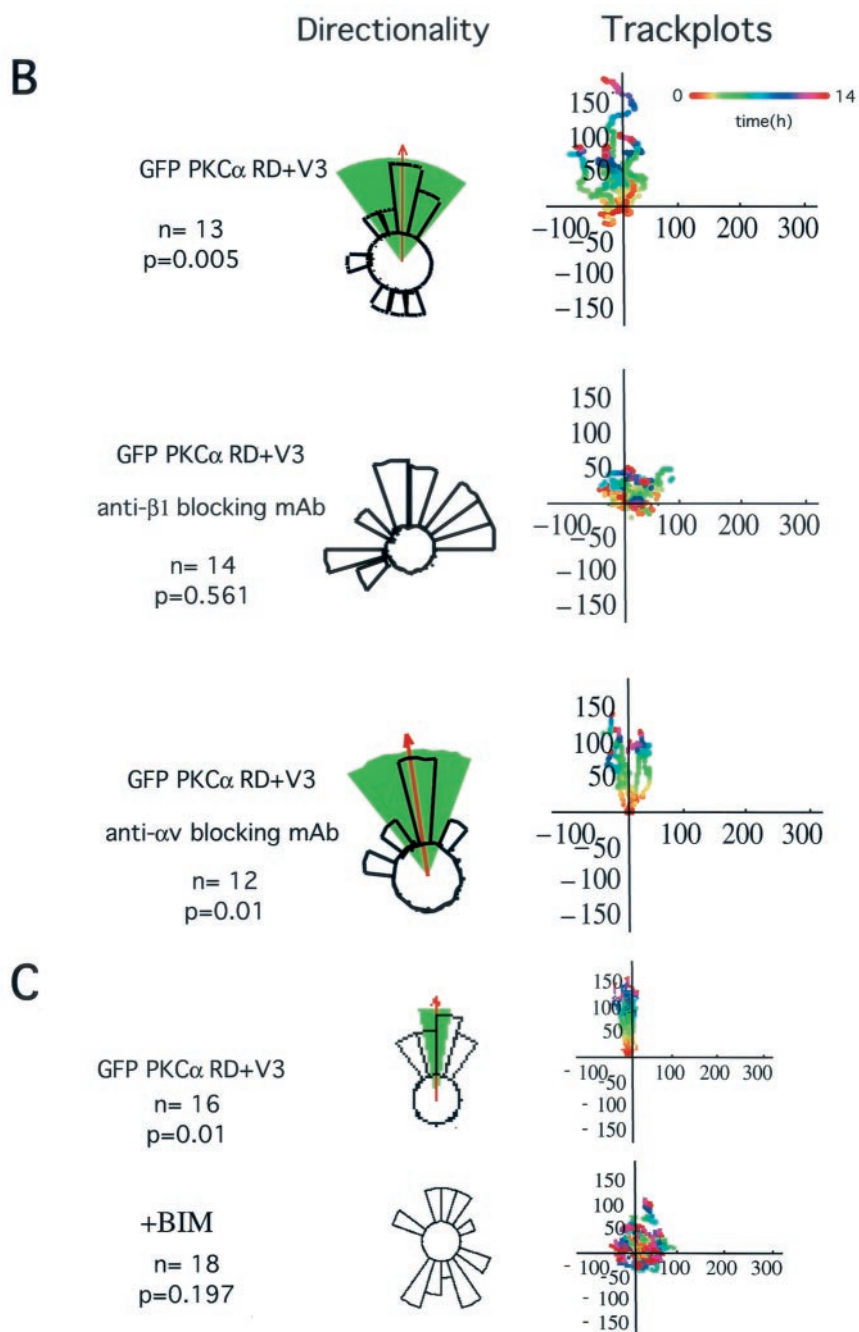 Directionality Trackplots
B
0 14
time(h)
GFP PKCα RD+V3
n= 13
p=0.005
150
100
50
−100 100 200 300
−50
−100
−150
GFP PKCα RD+V3
anti-β1 blocking mAb
n= 14
p=0.561
150
100
50
−100 100 200 300
−50
−100
−150
GFP PKCα RD+V3
anti-αv blocking mAb
n= 12
p=0.01
150
100
50
−100 100 200 300
−50
−100
−150
C
GFP PKCα RD+V3
n= 16
p=0.01
150
100
50
- 100 100 200 300
-50
- 100
- 150
+BIM
n= 18
p=0.197
150
100
50
- 100 100 200 300
-50
- 100
- 150